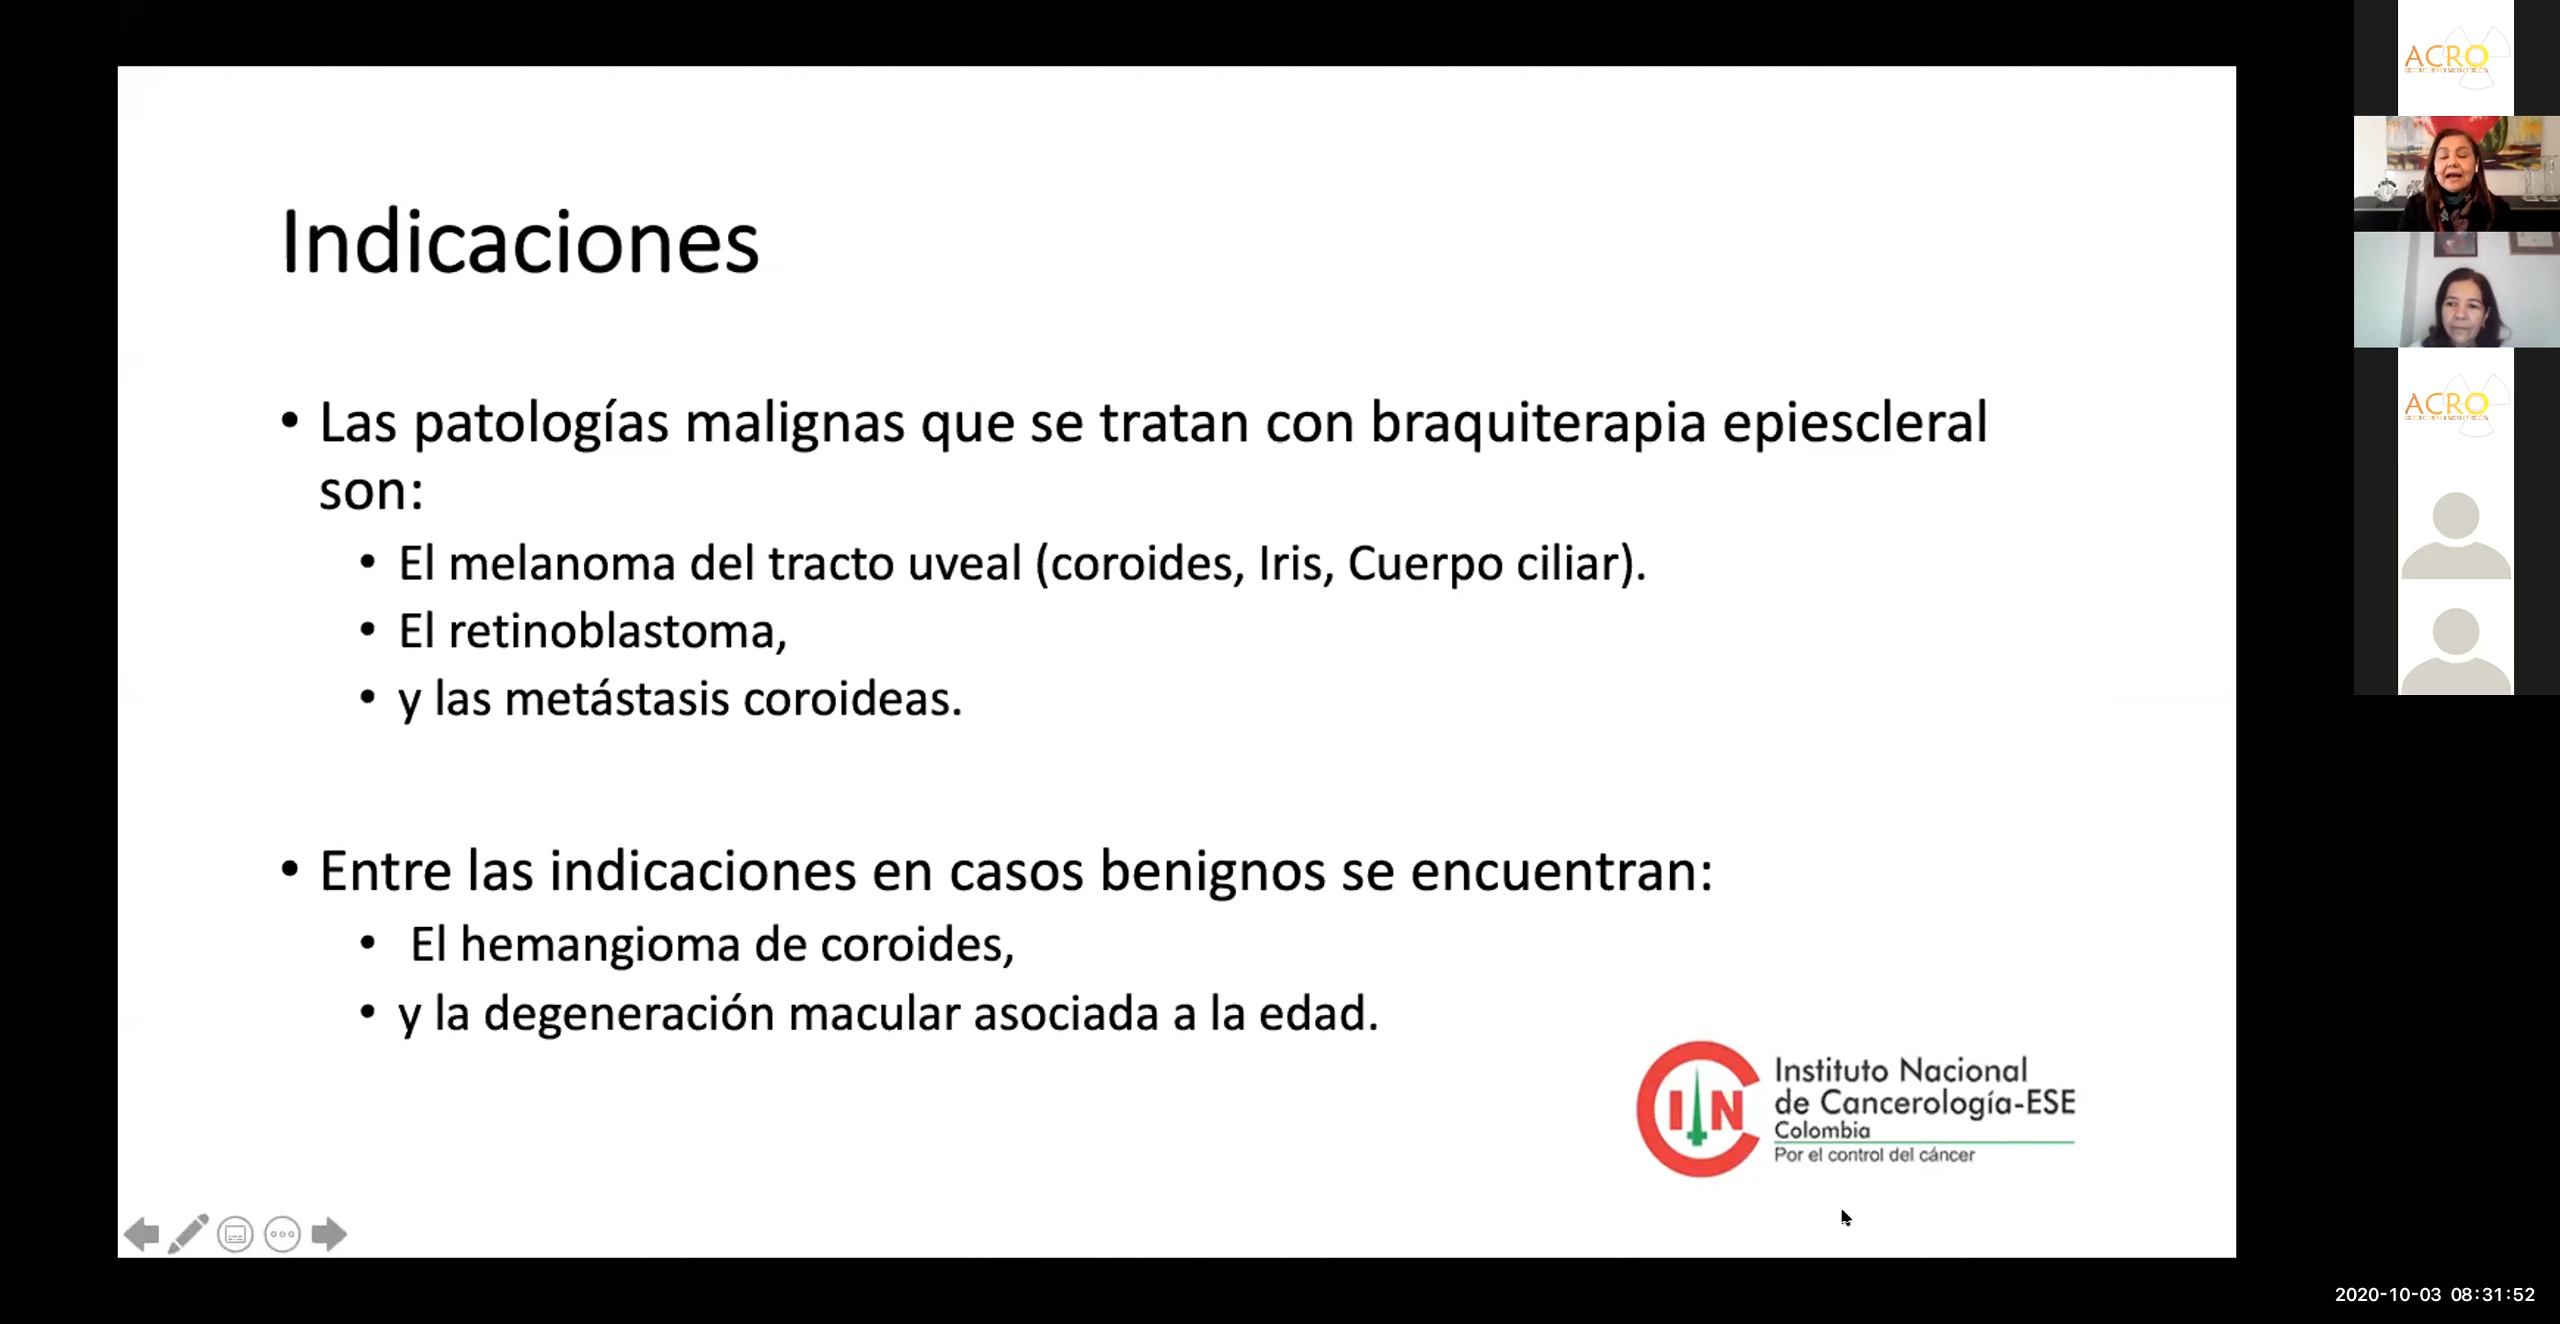 Indicaciones
• Las patologías malignas que se tratan con braquiterapia epiescleral
son:
• El melanoma del tracto uveal (coroides, Iris, Cuerpo ciliar).
• El retinoblastoma,
• y las metástasis coroideas.
• Entre las indicaciones en casos benignos se encuentran:
• El hemangioma de coroides,
• y la degeneración macular asociada a la edad.
INC
Instituto Nacional
de Cancerología-ESE
Colombia
Por el control del cáncer
ACRO
ACRO
2020-10-03 08:31:52